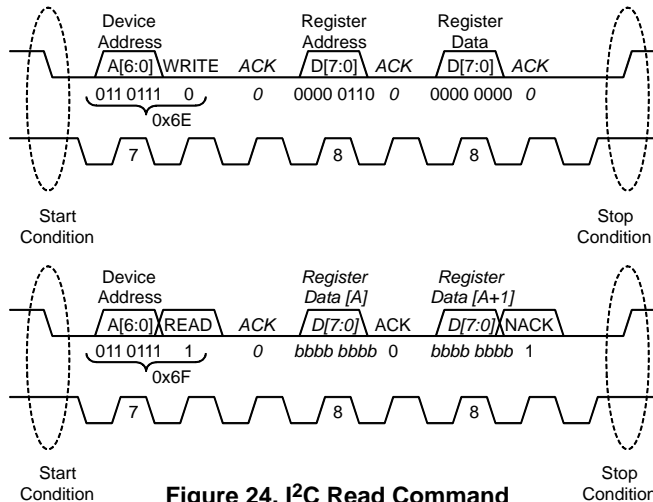 Device Register Register
Address Address Data
A[6:0] WRITE ACK D[7:0] ACK D[7:0] ACK
011 0111 0 0 0000 0110 0 0000 0000 0
0x6E
7 8 8
Start Stop
Condition Condition
Device Register Register
Address Data [A] Data [A+1]
A[6:0] READ ACK D[7:0] ACK D[7:0] NACK
011 0111 1 0 bbbb bbbb 0 bbbb bbbb 1
0x6F
7 8 8
Start Stop
Condition Figure 24. I²C Read Command Condition